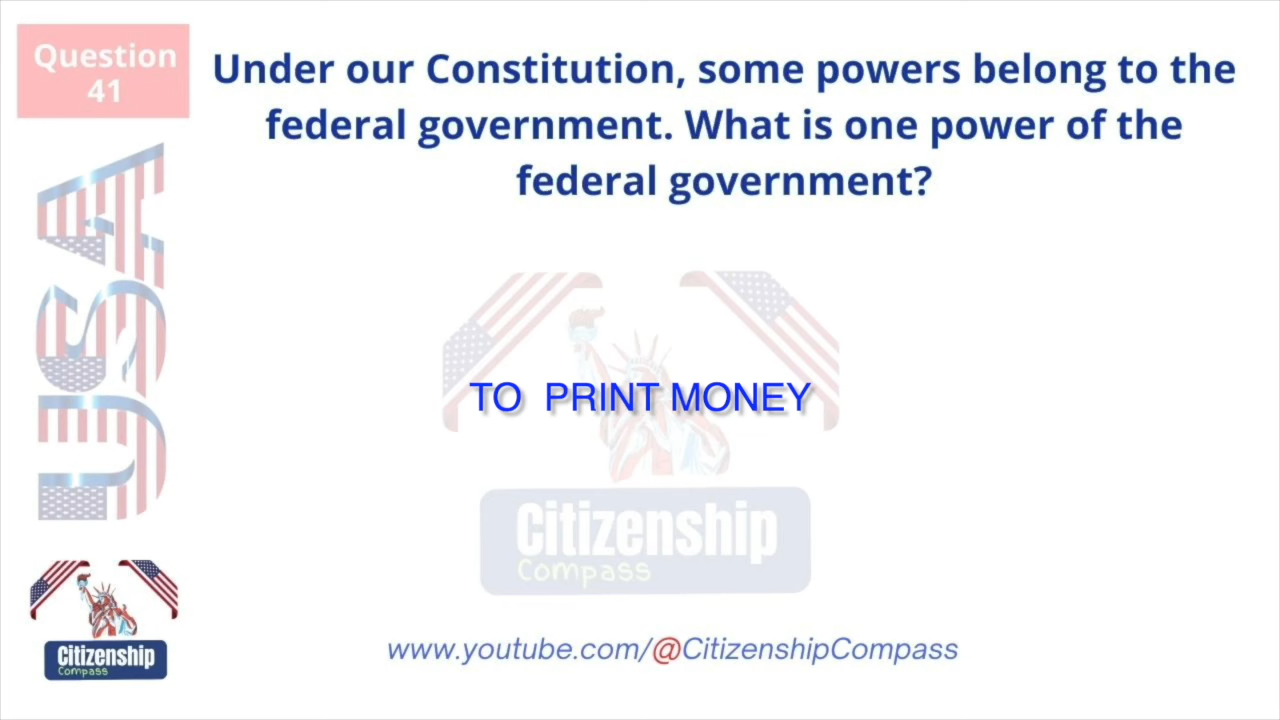 Question
41
Under our Constitution, some powers belong to the
federal government. What is one power of the
federal government?
USA
TO PRINT MONEY
Citizenship
Compass
Citizenship
Compass
www.youtube.com/@CitizenshipCompass